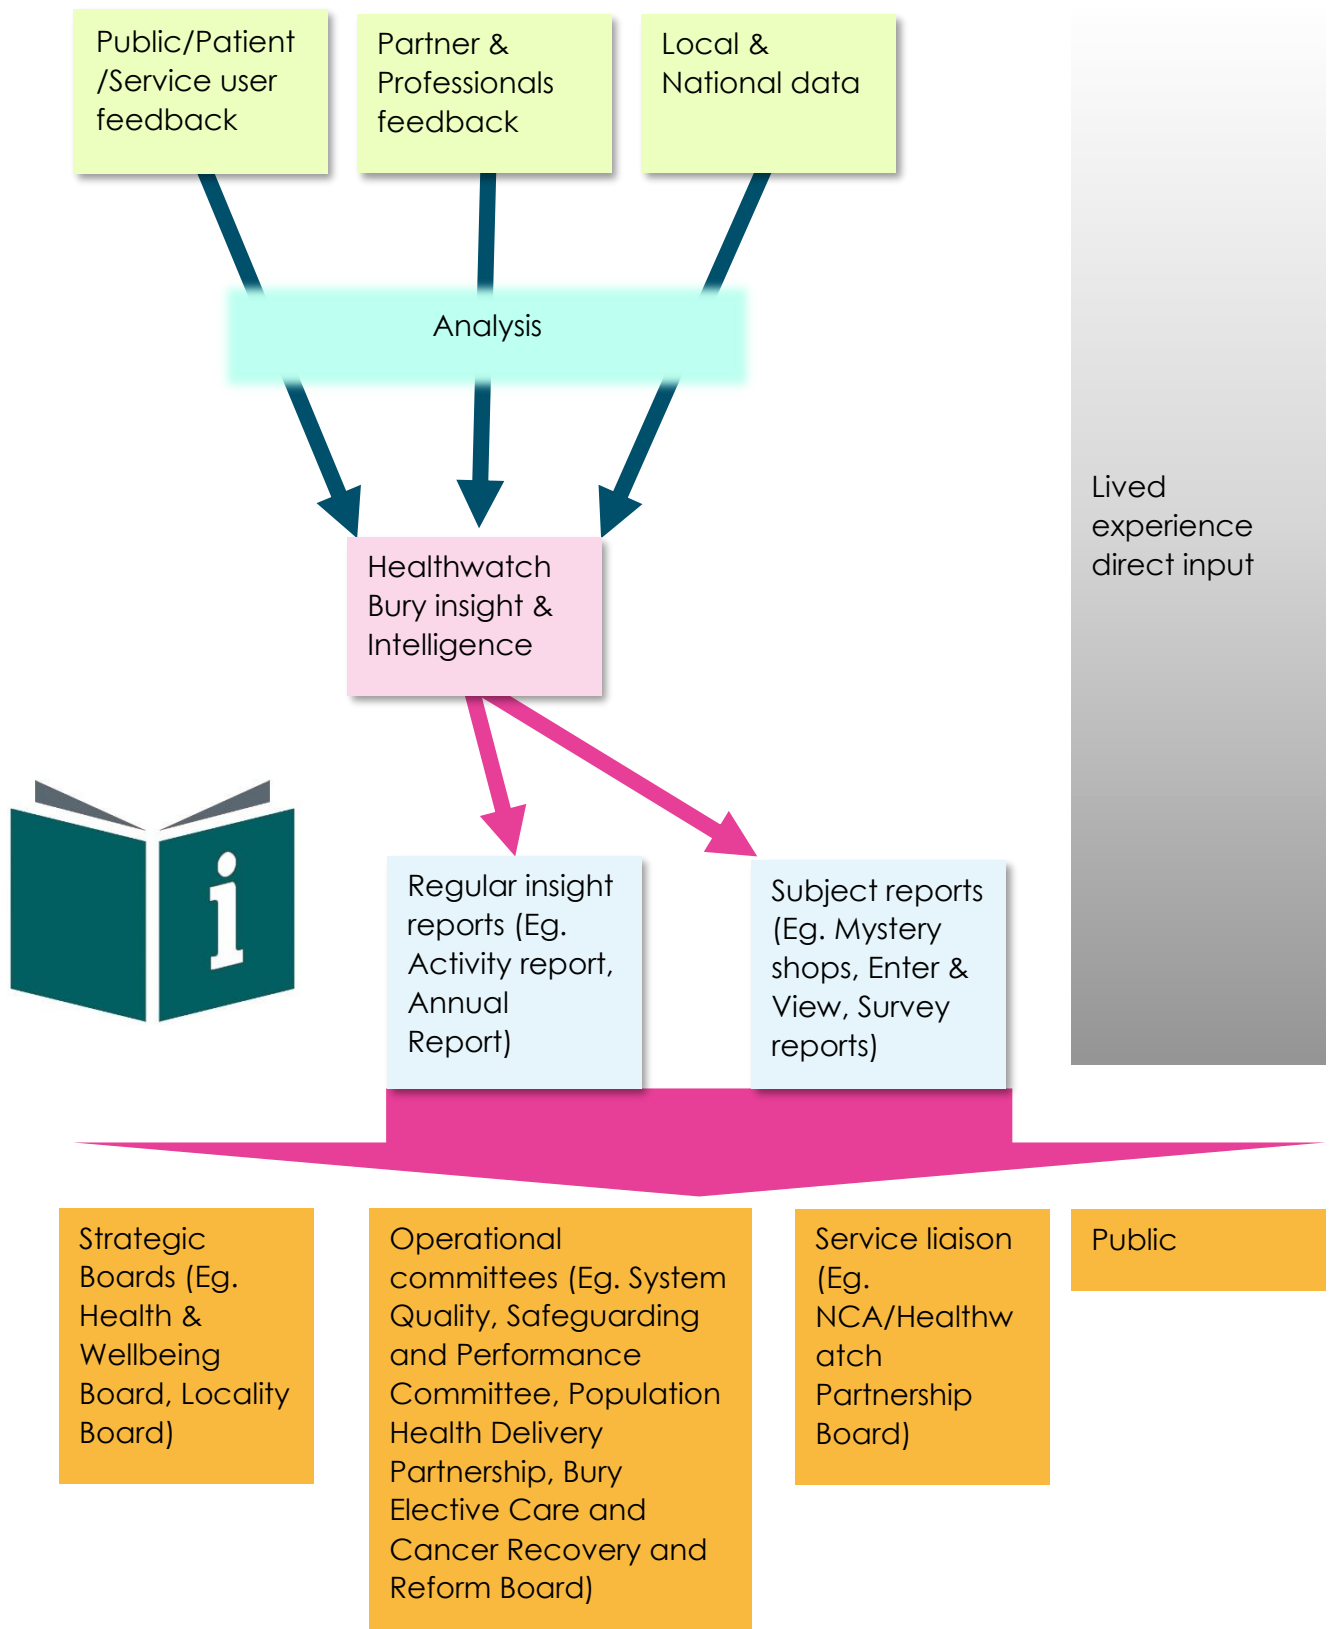 Public/Patient
/Service user
feedback
Partner &
Professionals
feedback
Local &
National data
Analysis
Lived
experience
direct input
Healthwatch
Bury insight &
Intelligence
i
Regular insight
reports (Eg.
Activity report,
Annual
Report)
Subject reports
(Eg. Mystery
shops, Enter &
View, Survey
reports)
Strategic
Boards (Eg.
Health &
Wellbeing
Board, Locality
Board)
Operational
committees (Eg. System
Quality, Safeguarding
and Performance
Committee, Population
Health Delivery
Partnership, Bury
Elective Care and
Cancer Recovery and
Reform Board)
Service liaison
(Eg.
NCA/Healthw
atch
Partnership
Board)
Public